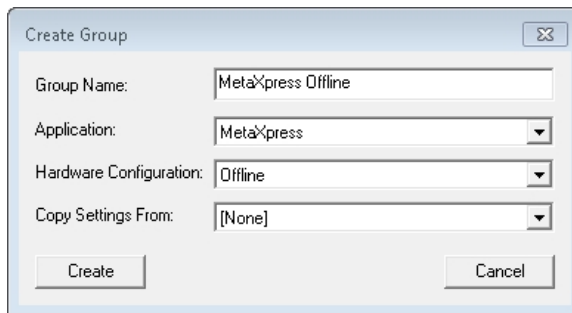 Create Group
Group Name: MetaXpress Offline
Application: MetaXpress
Hardware Configuration: Offline
Copy Settings From: [None]
Create Cancel